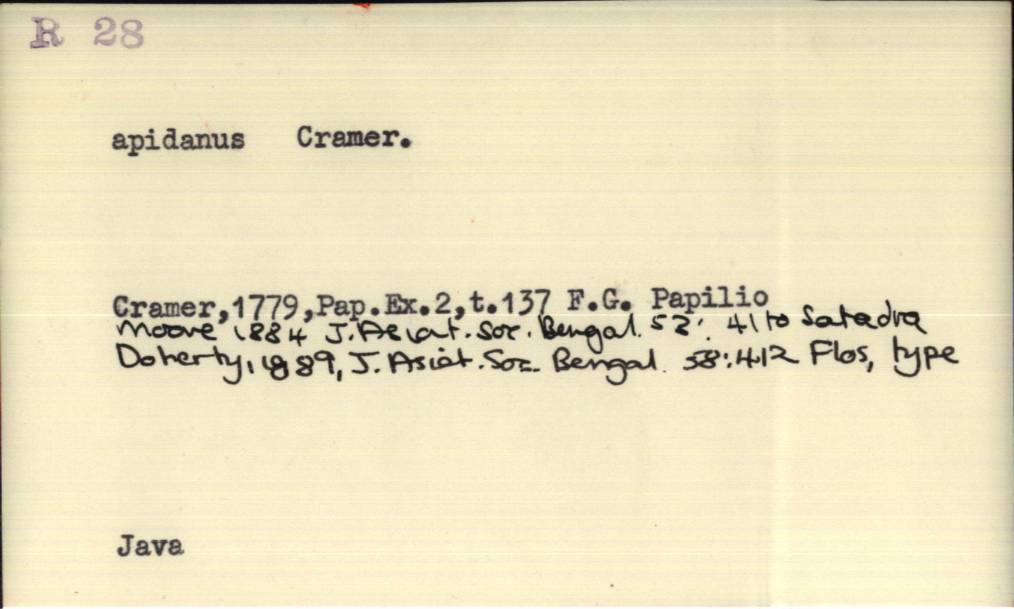 R 28
apidanus Cramer.
Cramer,1779,Pap.Ex.2,t.137 F.G. Papilio
Moore 1884 J. Asiat. Soc. Bengal. 53: 41 to Satadra
Doherty, 1889, J. Asiat. Soc. Bengal. 58:412 Flos, type
Java